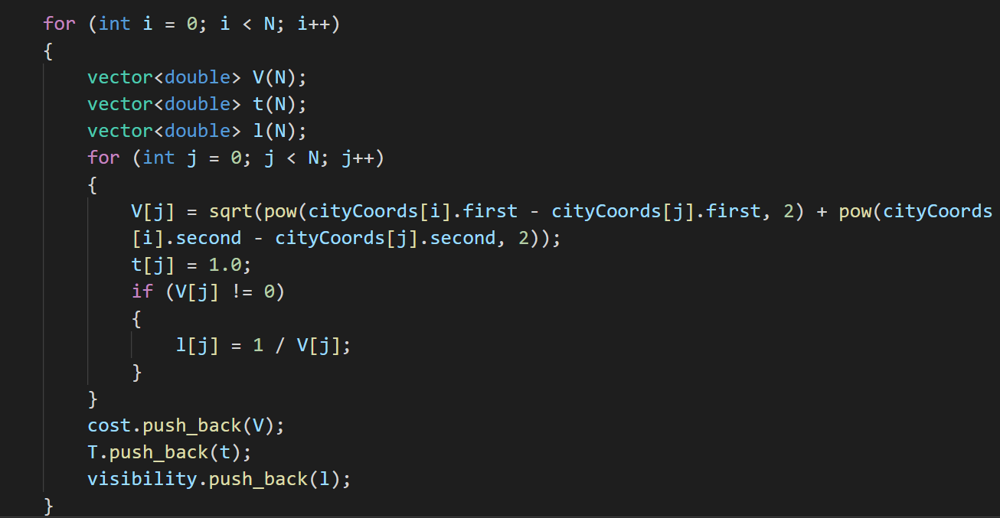 for (int i = 0; i < N; i++)
{
    vector<double> V(N);
    vector<double> t(N);
    vector<double> l(N);
    for (int j = 0; j < N; j++)
    {
        V[j] = sqrt(pow(cityCoords[i].first - cityCoords[j].first, 2) + pow(cityCoords
        [i].second - cityCoords[j].second, 2));
        t[j] = 1.0;
        if (V[j] != 0)
        {
            l[j] = 1 / V[j];
        }
    }
    cost.push_back(V);
    T.push_back(t);
    visibility.push_back(l);
}